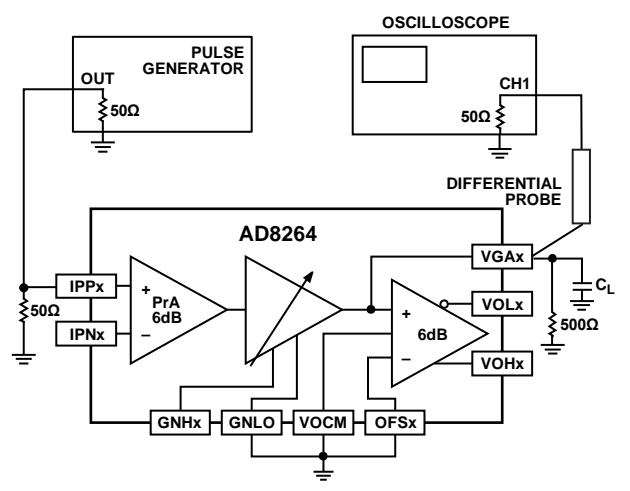 PULSE
GENERATOR
OUT
50Ω
OSCILLOSCOPE
CH1
50Ω
DIFFERENTIAL
PROBE
AD8264
IPPx
50Ω
IPNx
+
PrA
6dB
–
+
6dB
–
VGAx
VOLx
VOHx
CL
500Ω
GNHx
GNLO
VOCM
OFSx